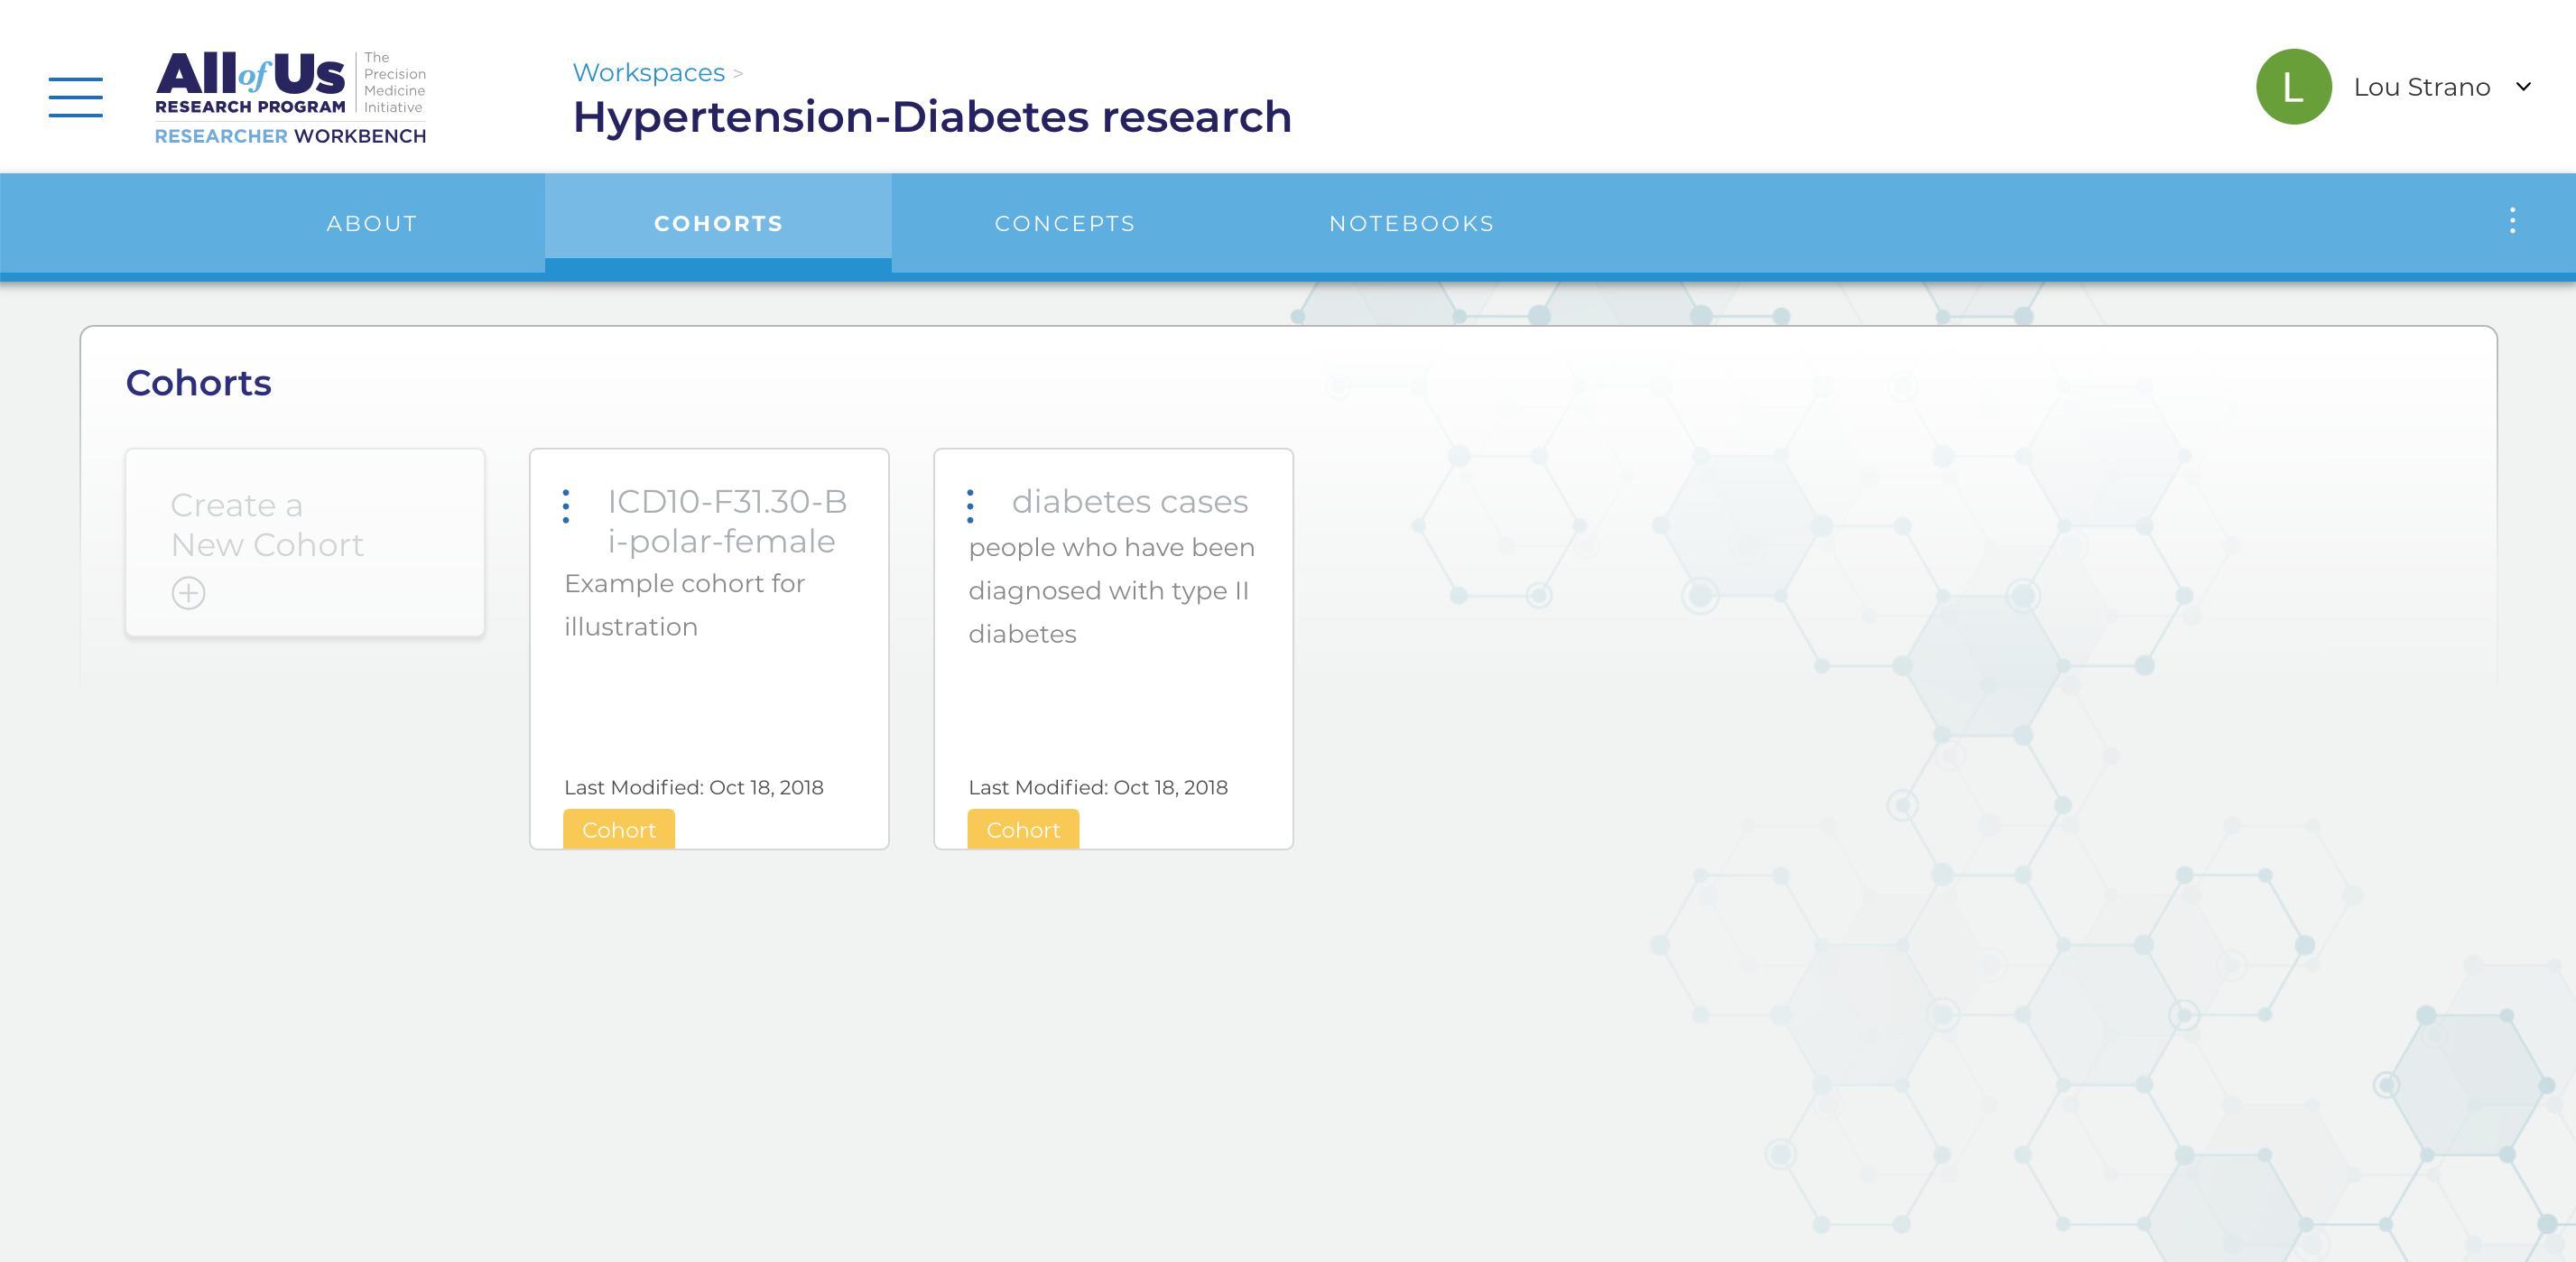 All of Us
RESEARCH PROGRAM
The
Precision
Medicine
Initiative
RESEARCHER WORKBENCH
Workspaces >
Hypertension-Diabetes research
L
Lou Strano
ABOUT
COHORTS
CONCEPTS
NOTEBOOKS
Cohorts
Create a
New Cohort
ICD10-F31.30-B
i-polar-female
Example cohort for
illustration
Last Modified: Oct 18, 2018
Cohort
diabetes cases
people who have been
diagnosed with type II
diabetes
Last Modified: Oct 18, 2018
Cohort